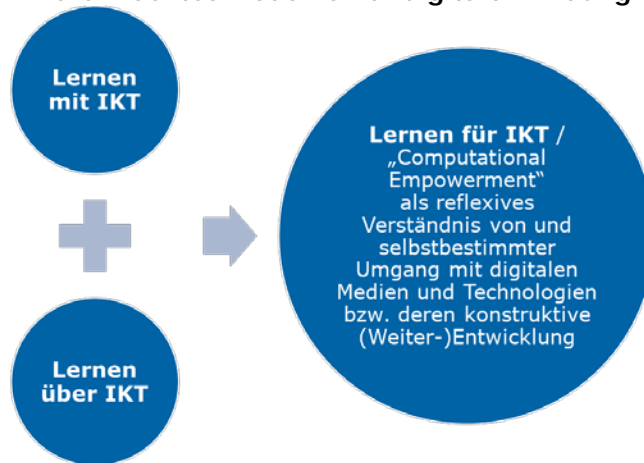 Lernen
mit IKT
Lernen
über IKT
Lernen für IKT /
„Computational
Empowerment“
als reflexives
Verständnis von und
selbstbestimmter
Umgang mit digitalen
Medien und Technologien
bzw. deren konstruktive
(Weiter-)Entwicklung